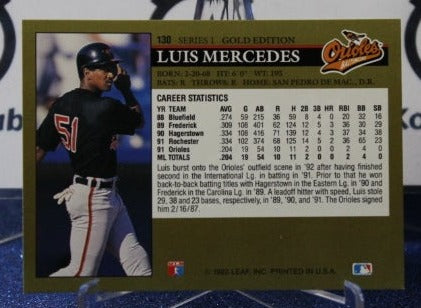 130 SERIES 1 GOLD EDITION
LUIS MERCEDES
Orioles
BORN: 2-20-68 HT: 6'0" WT: 195
BATS: R THROWS: R HOME: SAN PEDRO DE MAC., D.R.
51
CAREER STATISTICS
YR TEAM AVG G AB R H 2B 3B HR RBI BB SB
88 Bluefield .274 59 215 36 59 8 4 0 20 32 16
89 Frederick .309 108 401 62 124 12 5 3 36 30 29
90 Hagerstown .334 108 416 71 139 12 4 3 37 34 38
91 Rochester .334 102 374 68 125 14 5 2 36 65 23
91 Orioles .204 19 54 10 11 2 0 0 2 4 0
ML TOTALS .204 19 54 10 11 2 0 0 2 4 0
Luis burst onto the Orioles' outfield scene in '92 after having finished
second in the International Lg. in batting in '91. Prior to that he won
back-to-back batting titles with Hagerstown in the Eastern Lg. in '90
and Frederick in the Carolina Lg. in '89. A leadoff hitter with speed, Luis
stole 29, 38 and 23 bases, respectively, in '89, '90 and '91. The Orioles
signed him 2/16/87.
© 1992 LEAF, INC. PRINTED IN U.S.A.